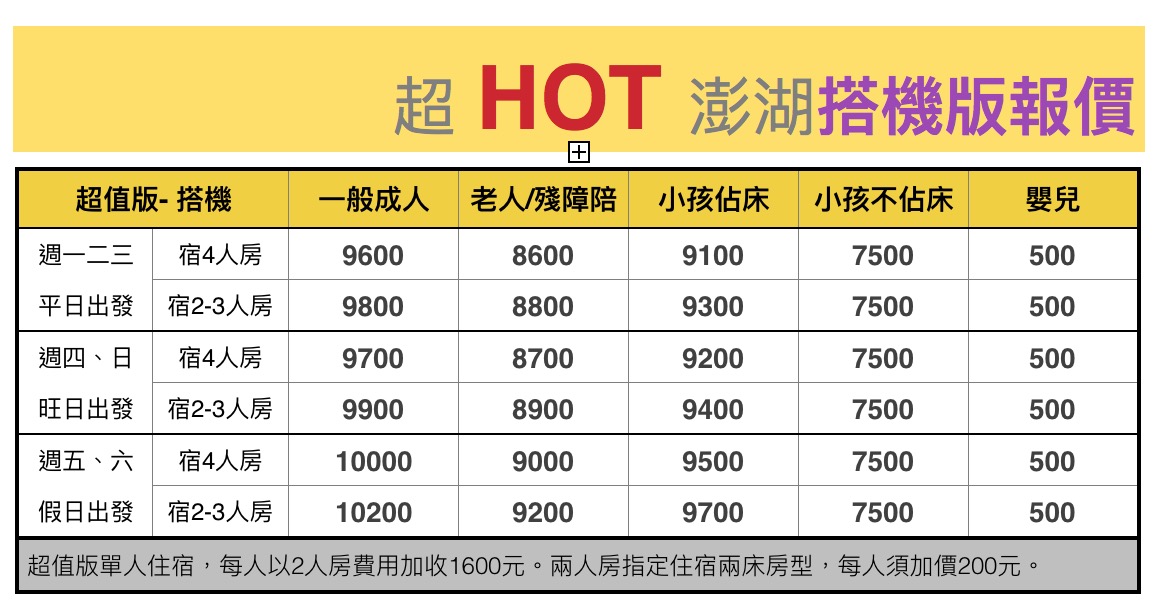 超 HOT 澎湖搭機版報價
超值版- 搭機 一般成人 老人/殘障陪 小孩佔床 小孩不佔床 嬰兒
週一二三 宿4人房 9600 8600 9100 7500 500
平日出發 宿2-3人房 9800 8800 9300 7500 500
週四、日 宿4人房 9700 8700 9200 7500 500
旺日出發 宿2-3人房 9900 8900 9400 7500 500
週五、六 宿4人房 10000 9000 9500 7500 500
假日出發 宿2-3人房 10200 9200 9700 7500 500
超值版單人住宿，每人以2人房費用加收1600元。兩人房指定住宿兩床房型，每人須加價200元。